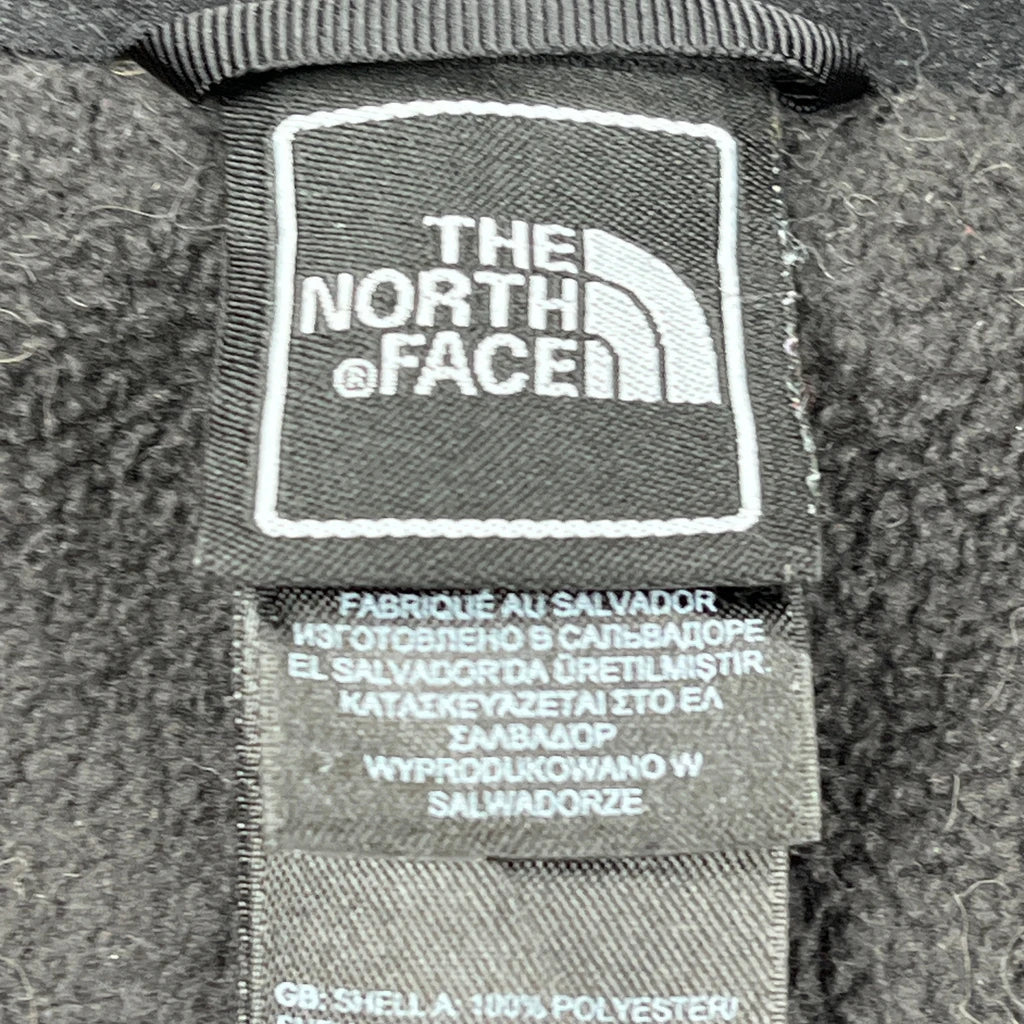 THE
NORTH
®FACE
FABRIQUÉ AU SALVADOR
ИЗГОТОВЛЕНО В САЛЬВАДОРЕ
EL SALVADOR'DA ÜRETILMIŞTIR.
ΚΑΤΑΣΚΕΥΑΖΕΤΑΙ ΣΤΟ ΕΛ
ΣΑΛΒΑΔΟΡ
WYPRODUKOWANO W
SALWADORZE
GB: SHELL A: 100% POLYESTER/